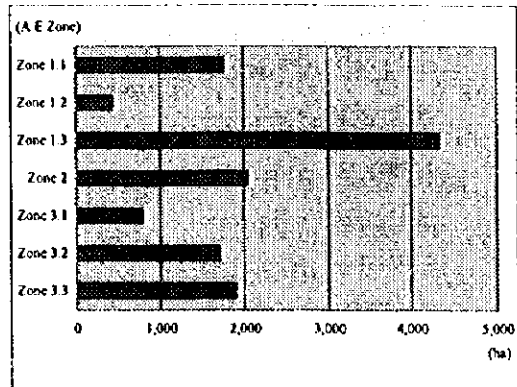 (A E Zone)
Zone 1.1
Zone 1.2
Zone 1.3
Zone 2
Zone 3.1
Zone 3.2
Zone 3.3
0 1,000 2,000 3,000 4,000 5,000
(ha)